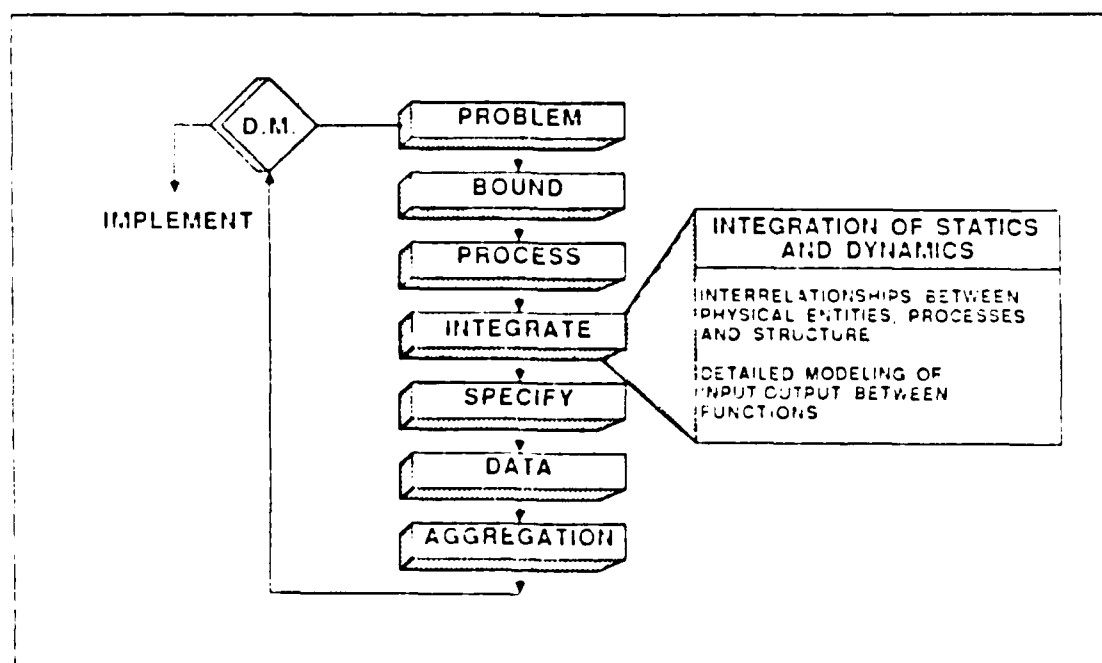 D.M.
PROBLEM
BOUND
IMPLEMENT
PROCESS
INTEGRATE
SPECIFY
DATA
AGGREGATION
INTEGRATION OF STATICS
AND DYNAMICS
INTERRELATIONSHIPS BETWEEN
PHYSICAL ENTITIES, PROCESSES
AND STRUCTURE
DETAILED MODELING OF
INPUT/OUTPUT BETWEEN
FUNCTIONS